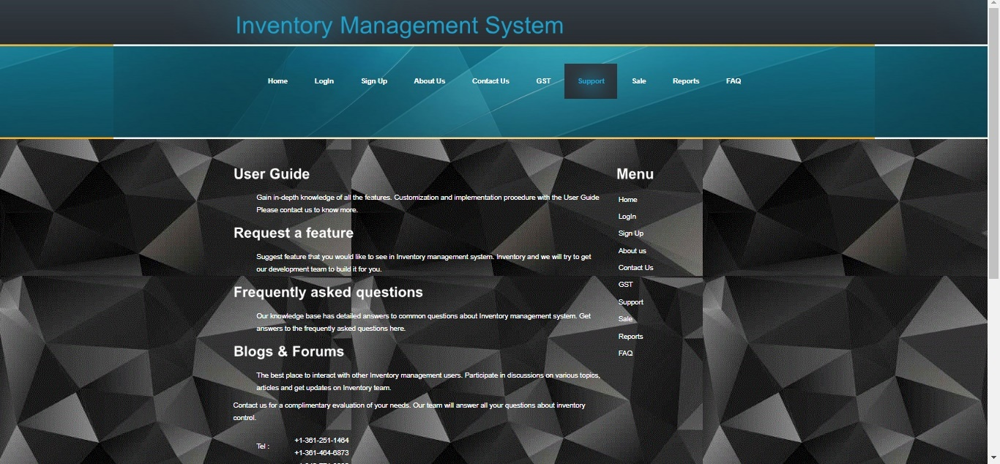 Inventory Management System
Home LogIn Sign Up About Us Contact Us GST Support Sale Reports FAQ
User Guide
Gain in-depth knowledge of all the features. Customization and implementation procedure with the User Guide
Please contact us to know more.
Request a feature
Suggest feature that you would like to see in Inventory management system. Inventory and we will try to get
our development team to build it for you.
Frequently asked questions
Our knowledge base has detailed answers to common questions about Inventory management system. Get
answers to the frequently asked questions here.
Blogs & Forums
The best place to interact with other Inventory management users. Participate in discussions on various topics,
articles and get updates on Inventory team.
Contact us for a complimentary evaluation of your needs. Our team will answer all your questions about inventory
control.
Tel :
+1-361-251-1464
+1-361-464-6873
Menu
Home
LogIn
Sign Up
About us
Contact Us
GST
Support
Sale
Reports
FAQ